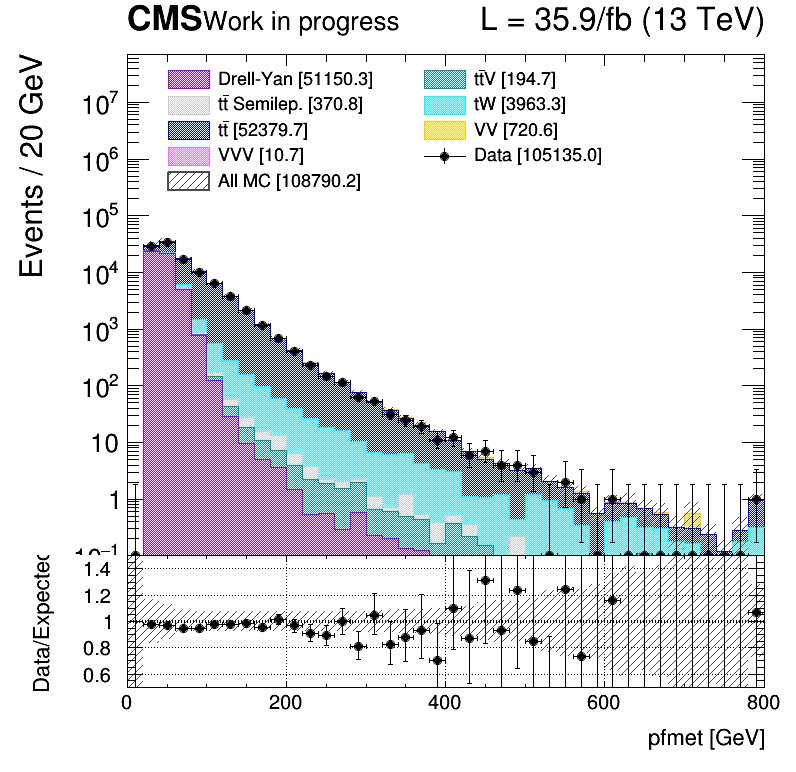 CMS Work in progress L = 35.9/fb (13 TeV)
Events / 20 GeV
Drell-Yan [51150.3]
tt̄ Semilep. [370.8]
tt̄ [52379.7]
VVV [10.7]
All MC [108790.2]
tt̄V [194.7]
tW [3963.3]
VV [720.6]
Data [105135.0]
10⁷
10⁶
10⁵
10⁴
10³
10²
10
1
10⁻¹
Data/Expected
1.4
1.2
1
0.8
0.6
0 200 400 600 800
pfmet [GeV]